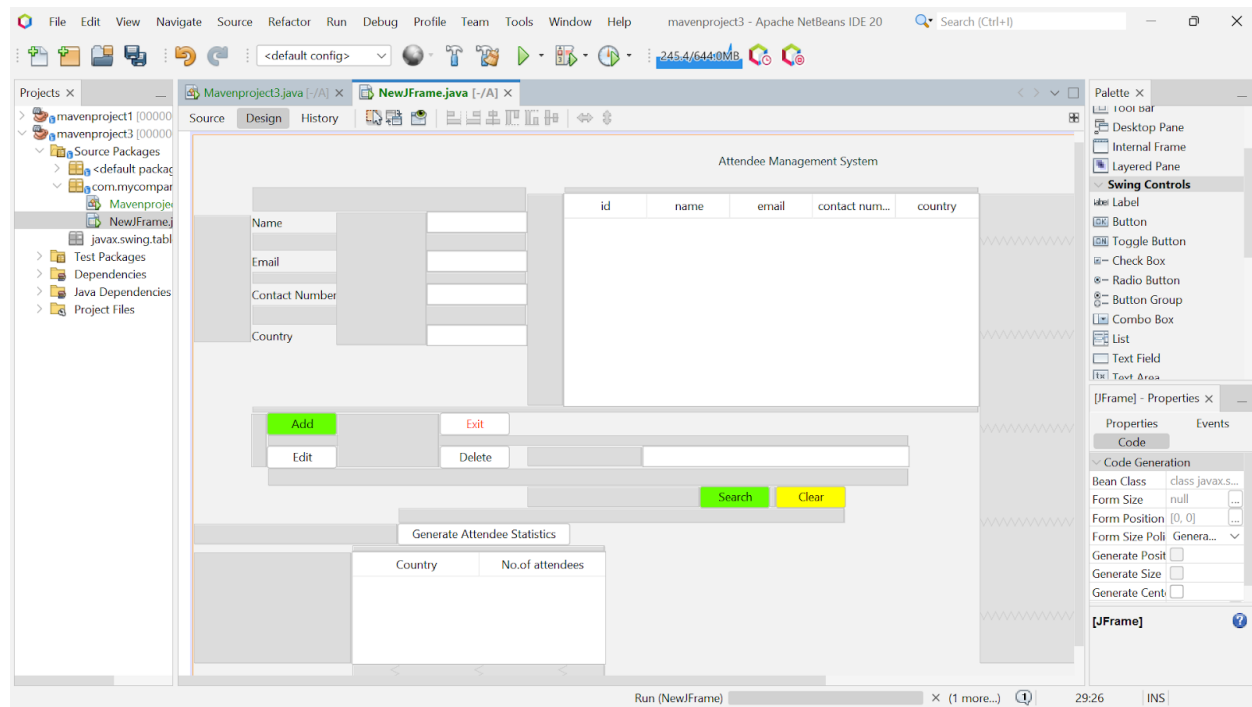 File Edit View Navigate Source Refactor Run Debug Profile Team Tools Window Help mavenproject3 - Apache NetBeans IDE 20 Search (Ctrl+I)
<default config> 245.4/644.0MB
Projects
mavenproject1 [00000
mavenproject3 [00000
Source Packages
<default packag
com.mycompar
Mavenproje
NewJFrame.j
javax.swing.tabl
Test Packages
Dependencies
Java Dependencies
Project Files
Mavenproject3.java [-/A] NewJFrame.java [-/A]
Source Design History
Attendee Management System
Name
Email
Contact Number
Country
id name email contact num... country
Add Exit
Edit Delete
Search Clear
Generate Attendee Statistics
Country No.of attendees
Palette
Tool Bar
Desktop Pane
Internal Frame
Layered Pane
Swing Controls
label Label
OK Button
ON Toggle Button
Check Box
Radio Button
Button Group
Combo Box
List
Text Field
tx Text Area
[JFrame] - Properties
Properties Events
Code
Code Generation
Bean Class class javax.s...
Form Size null ...
Form Position [0, 0] ...
Form Size Poli Genera...
Generate Posit
Generate Size
Generate Cent
[JFrame]
Run (NewJFrame) (1 more...) 1 29:26 INS